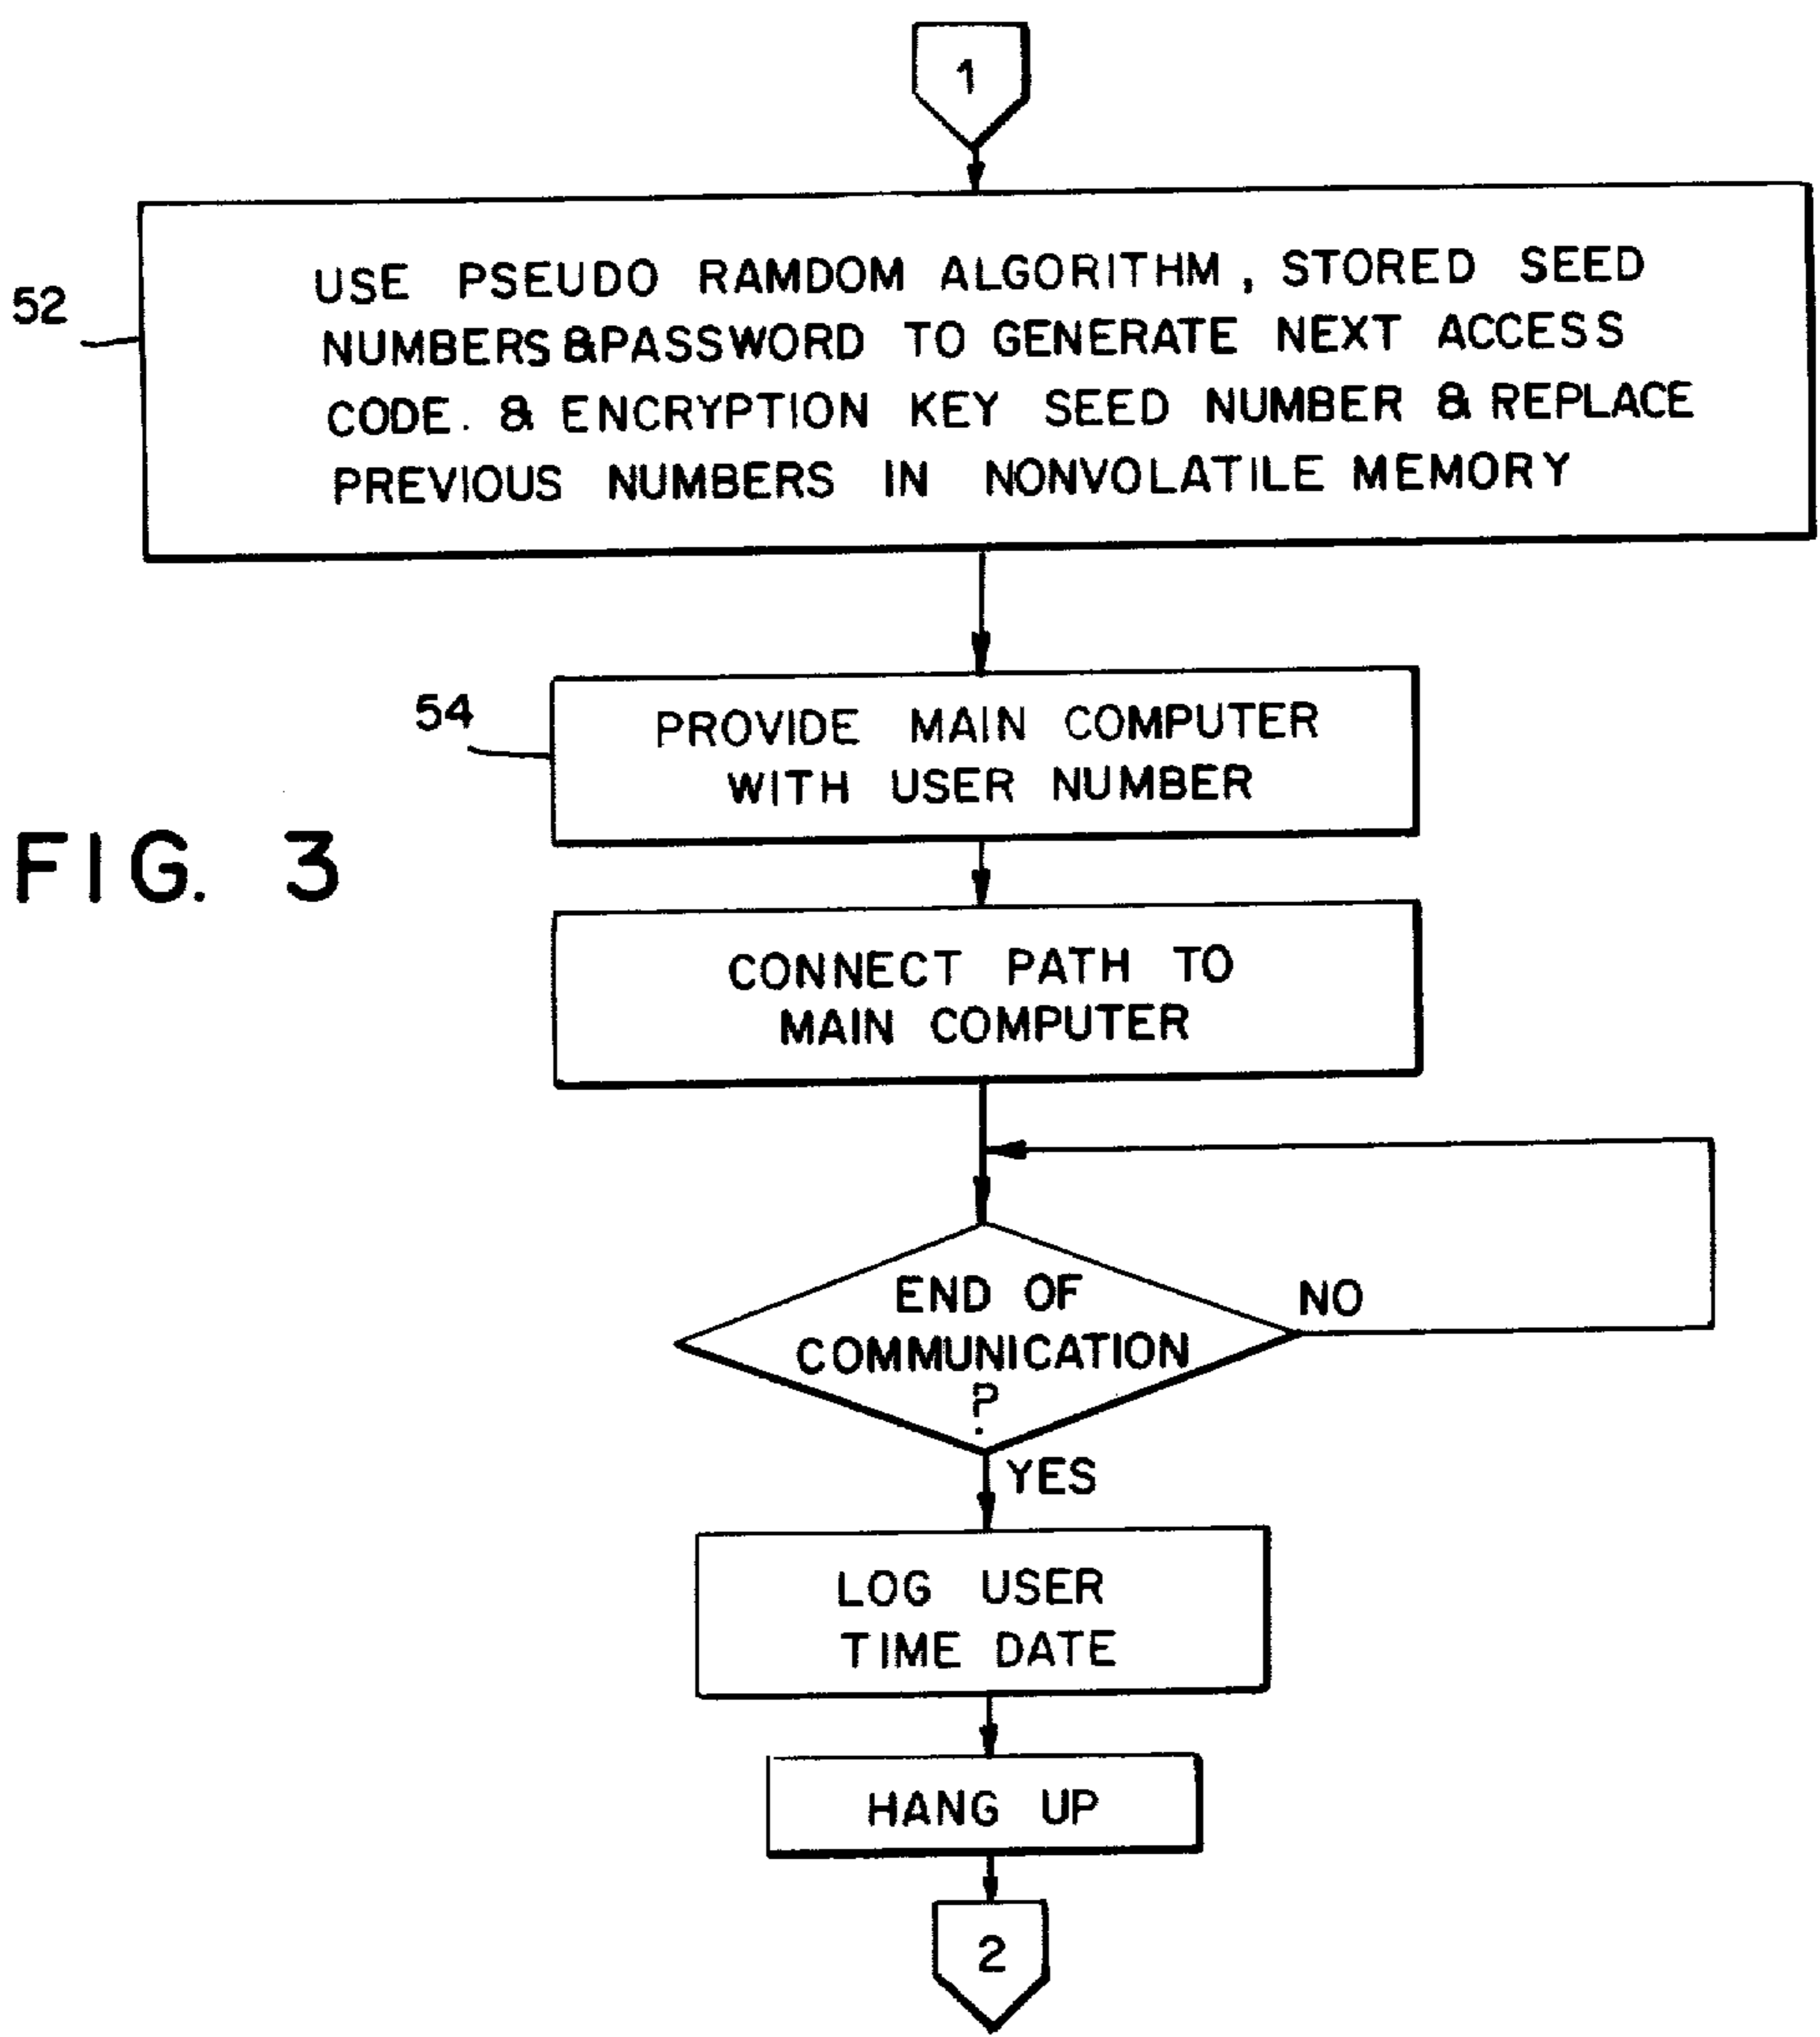 1
52
USE PSEUDO RAMDOM ALGORITHM, STORED SEED
NUMBERS & PASSWORD TO GENERATE NEXT ACCESS
CODE. & ENCRYPTION KEY SEED NUMBER & REPLACE
PREVIOUS NUMBERS IN NONVOLATILE MEMORY
54
PROVIDE MAIN COMPUTER
WITH USER NUMBER
FIG. 3
CONNECT PATH TO
MAIN COMPUTER
END OF
COMMUNICATION
?
NO
YES
LOG USER
TIME DATE
HANG UP
2